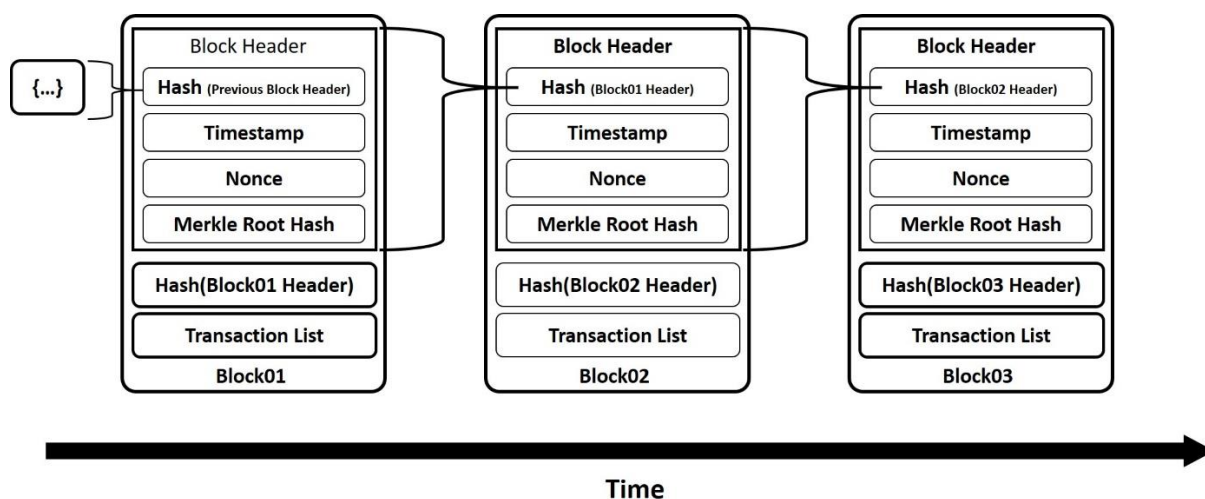 {...}
Block Header
Hash (Previous Block Header)
Timestamp
Nonce
Merkle Root Hash
Hash(Block01 Header)
Transaction List
Block01
Block Header
Hash (Block01 Header)
Timestamp
Nonce
Merkle Root Hash
Hash(Block02 Header)
Transaction List
Block02
Block Header
Hash (Block02 Header)
Timestamp
Nonce
Merkle Root Hash
Hash(Block03 Header)
Transaction List
Block03
Time